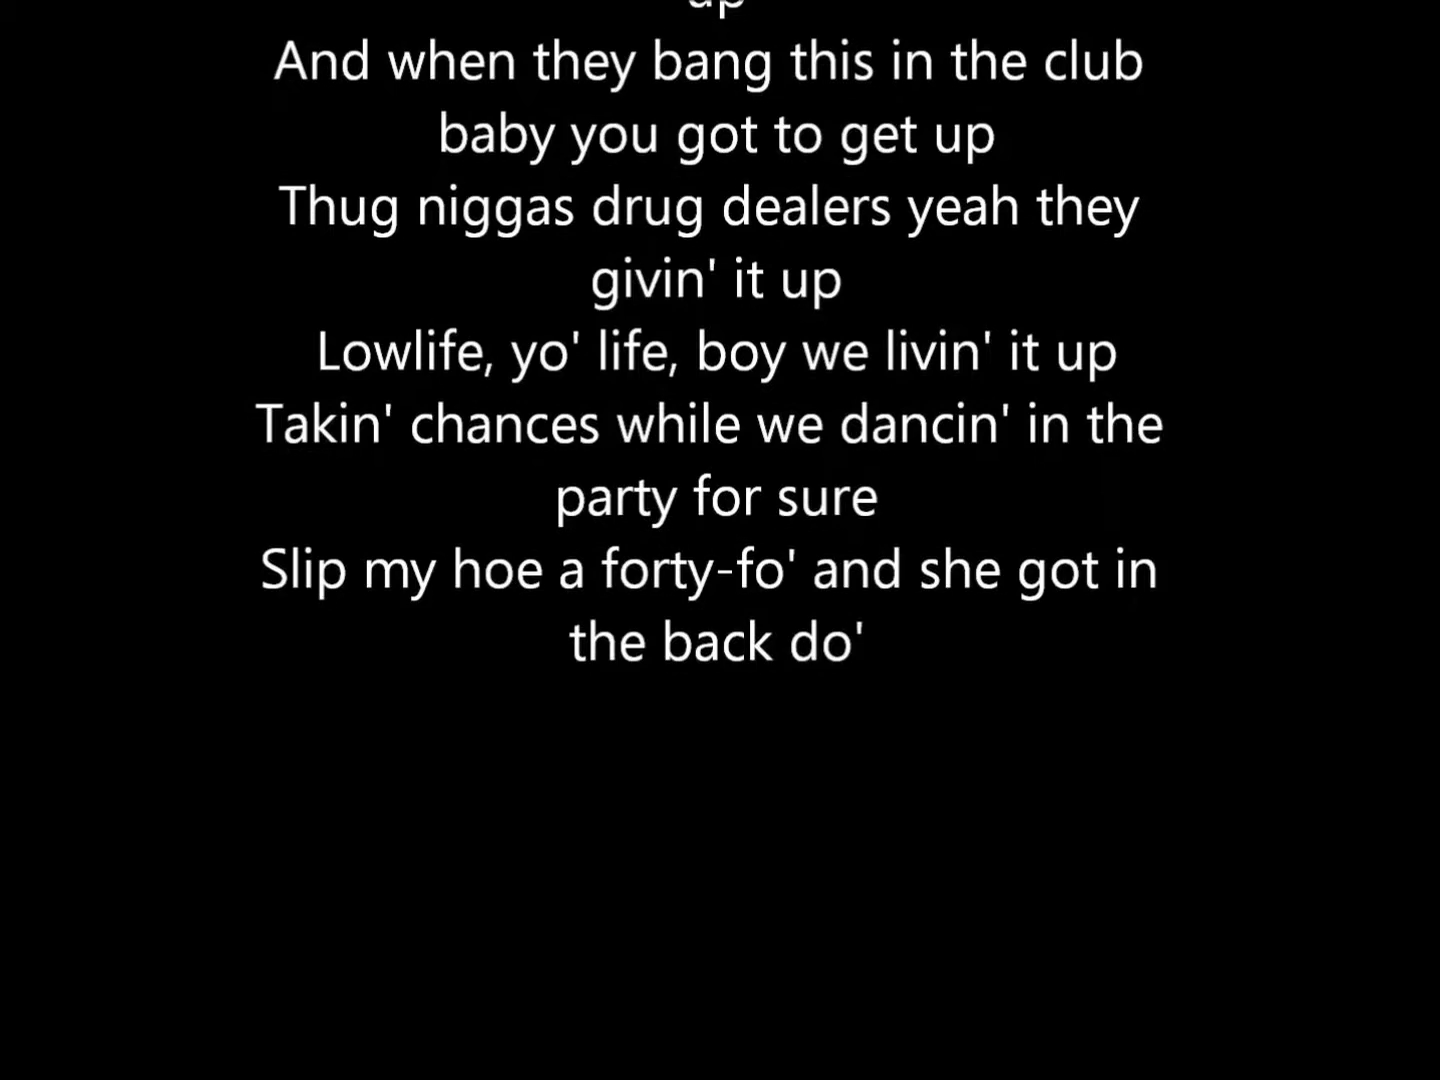 up
And when they bang this in the club
baby you got to get up
Thug niggas drug dealers yeah they
givin' it up
Lowlife, yo' life, boy we livin' it up
Takin' chances while we dancin' in the
party for sure
Slip my hoe a forty-fo' and she got in
the back do'